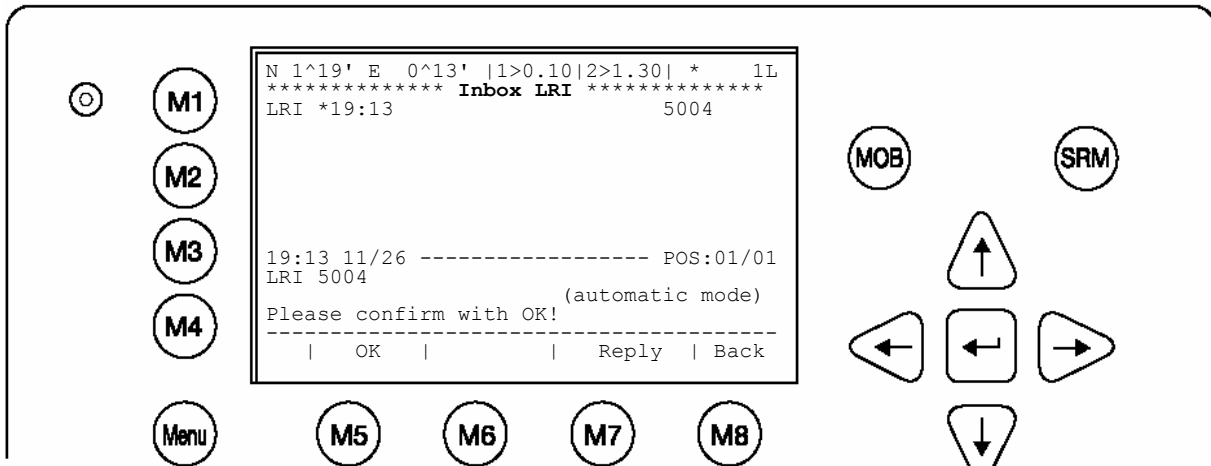 N 1^19' E 0^13' |1>0.10|2>1.30| * 1L
************** Inbox LRI **************
LRI *19:13 5004
19:13 11/26 ------------------ POS:01/01
LRI 5004
(automatic mode)
Please confirm with OK!
----------------------------------------
| OK | | Reply | Back
M1
M2
M3
M4
Menu
M5
M6
M7
M8
MOB
SRM